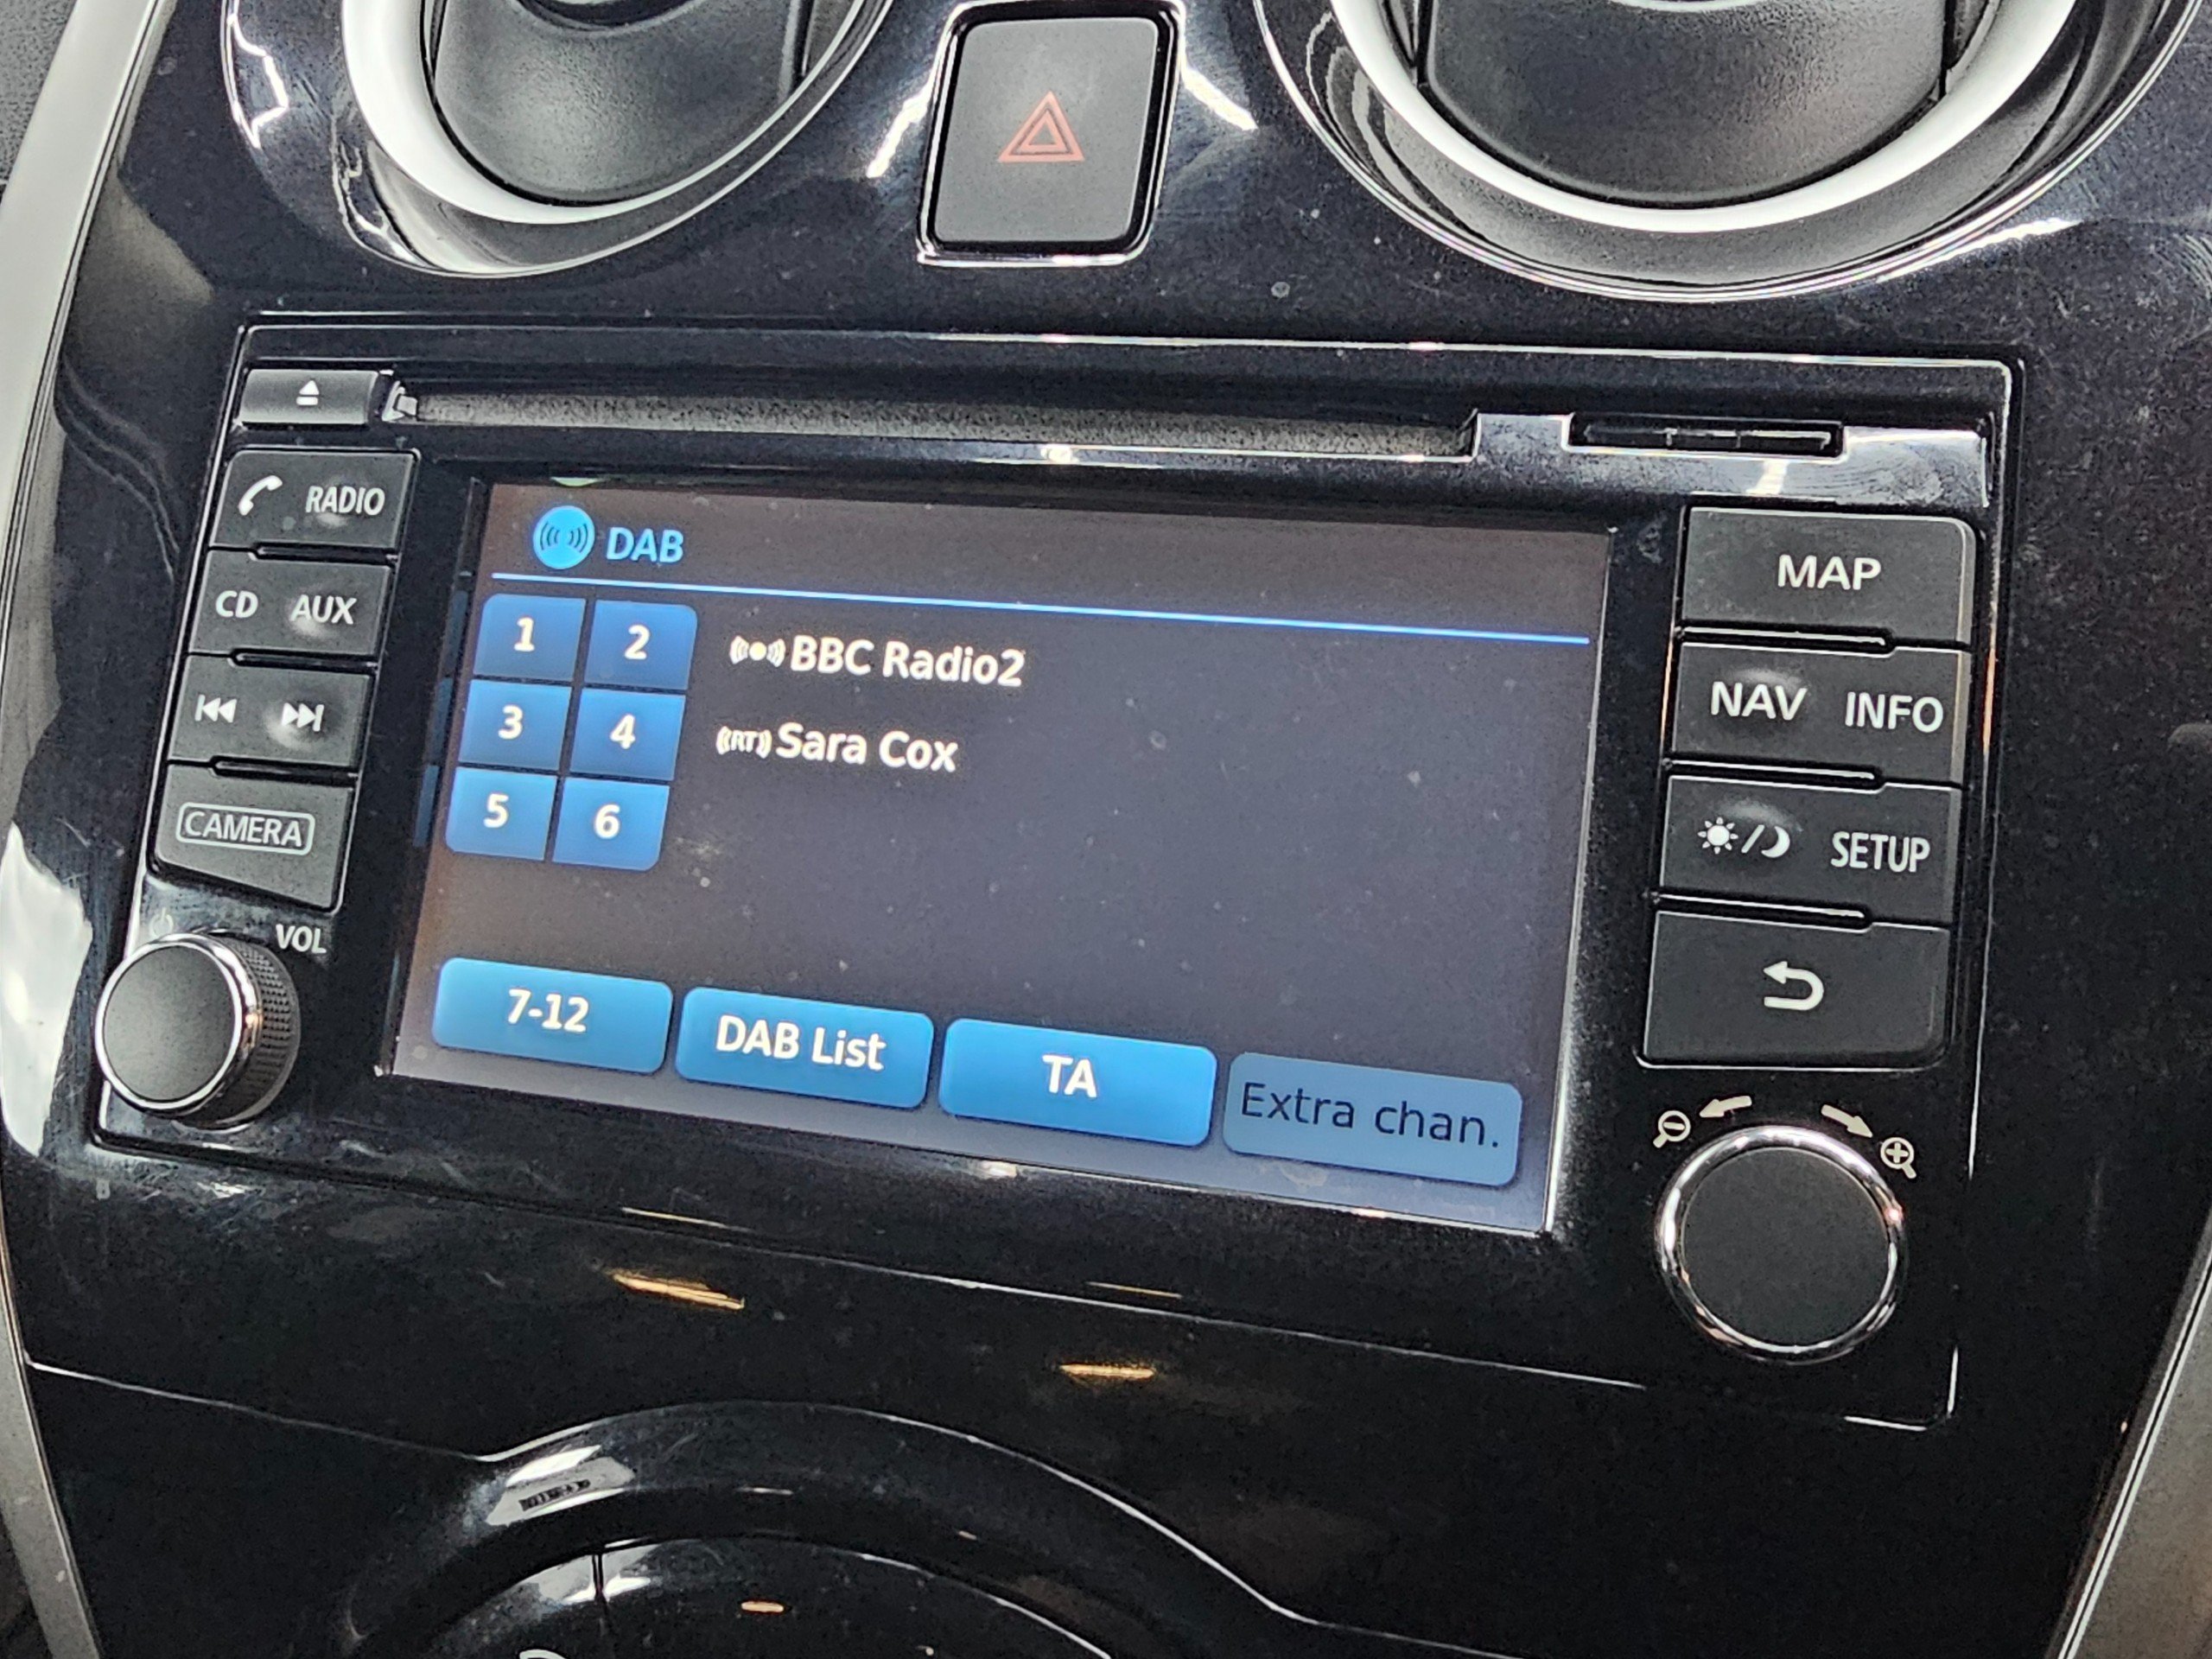 RADIO
CD AUX
CAMERA
VOL
DAB
1 2
3 4
5 6
BBC Radio2
RT Sara Cox
7-12
DAB List
TA
Extra chan.
MAP
NAV INFO
SETUP